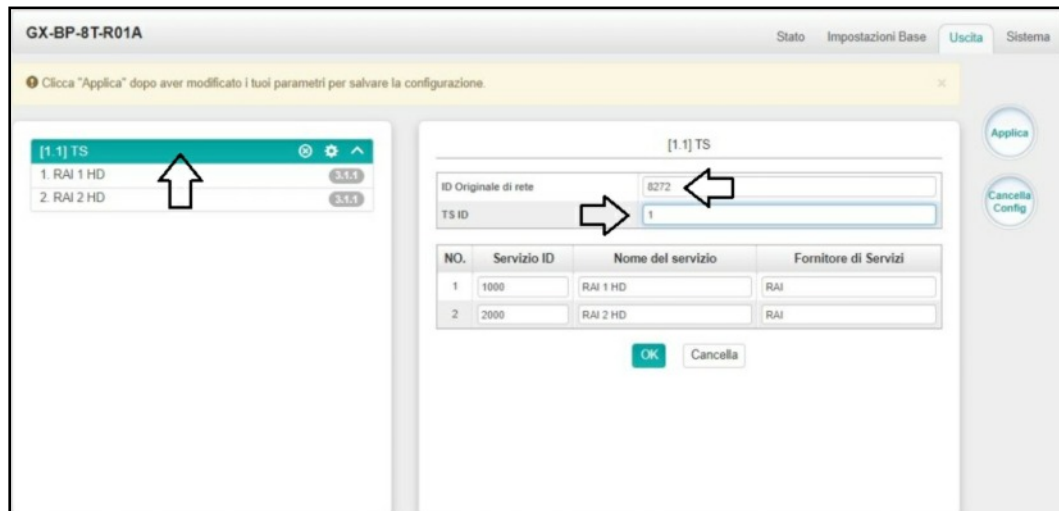 GX-BP-8T-R01A
Stato Impostazioni Base Uscita Sistema
Clicca "Applica" dopo aver modificato i tuoi parametri per salvare la configurazione. ×
Applica
Cancella
Config
[1.1] TS
1. RAI 1 HD 3.1.1
2. RAI 2 HD 3.1.1
[1.1] TS
ID Originale di rete 8272
TS ID 1
NO. Servizio ID Nome del servizio Fornitore di Servizi
1 1000 RAI 1 HD RAI
2 2000 RAI 2 HD RAI
OK Cancella